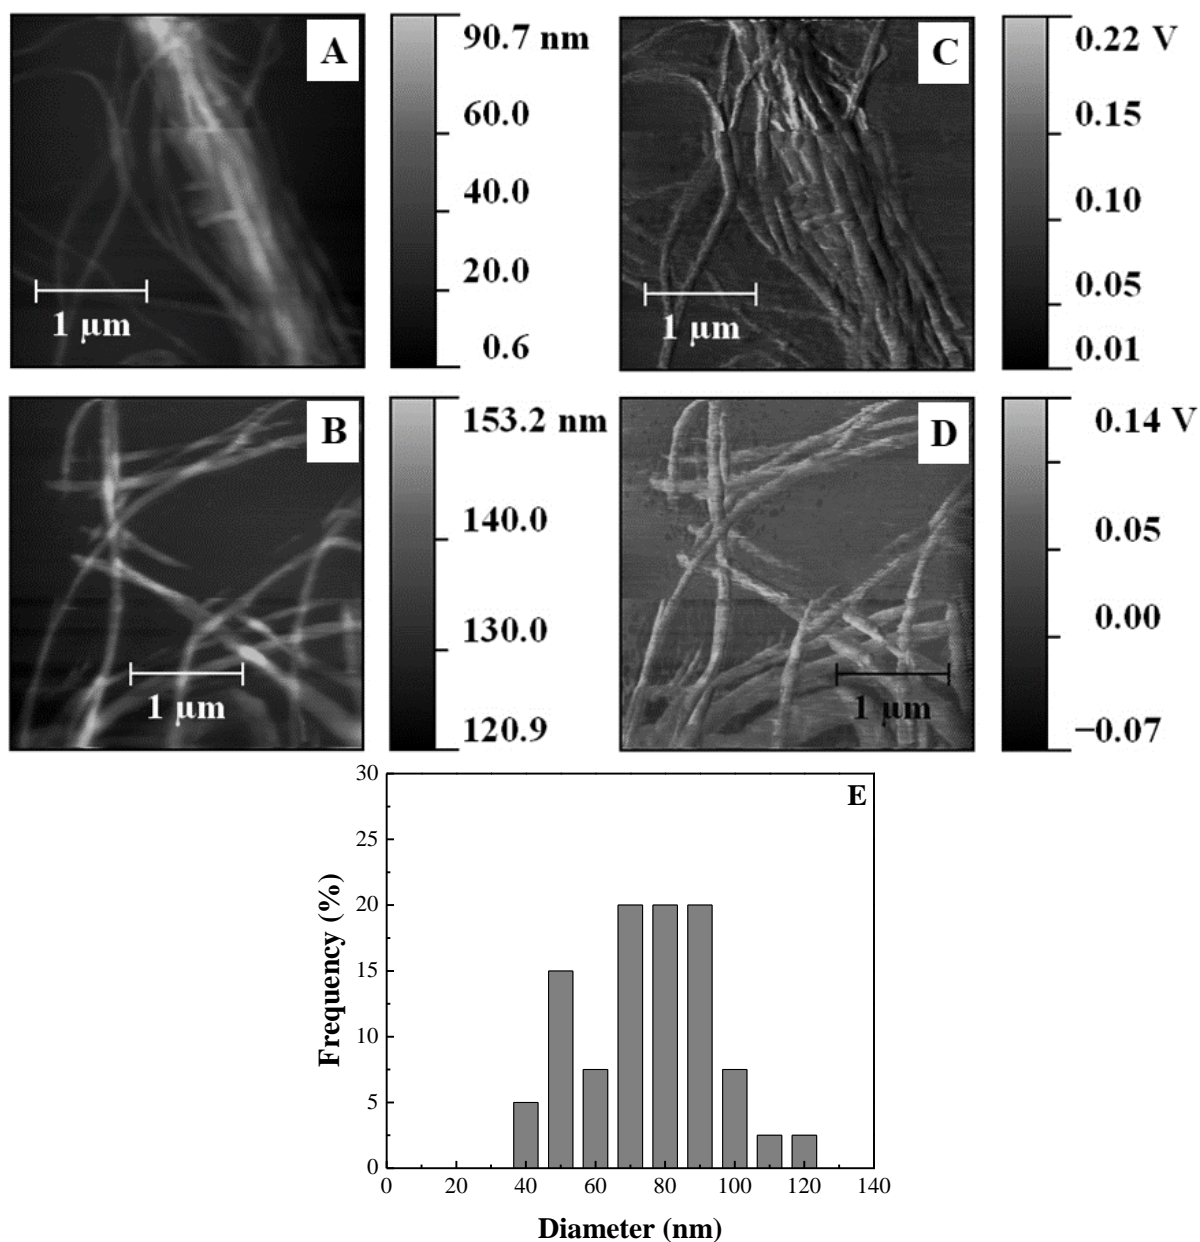 A
90.7 nm
60.0
40.0
20.0
0.6
1 µm
C
0.22 V
0.15
0.10
0.05
0.01
1 µm
B
153.2 nm
140.0
130.0
120.9
1 µm
D
0.14 V
0.05
0.00
−0.07
1 µm
E
30
25
20
15
10
5
0
Frequency (%)
0 20 40 60 80 100 120 140
Diameter (nm)